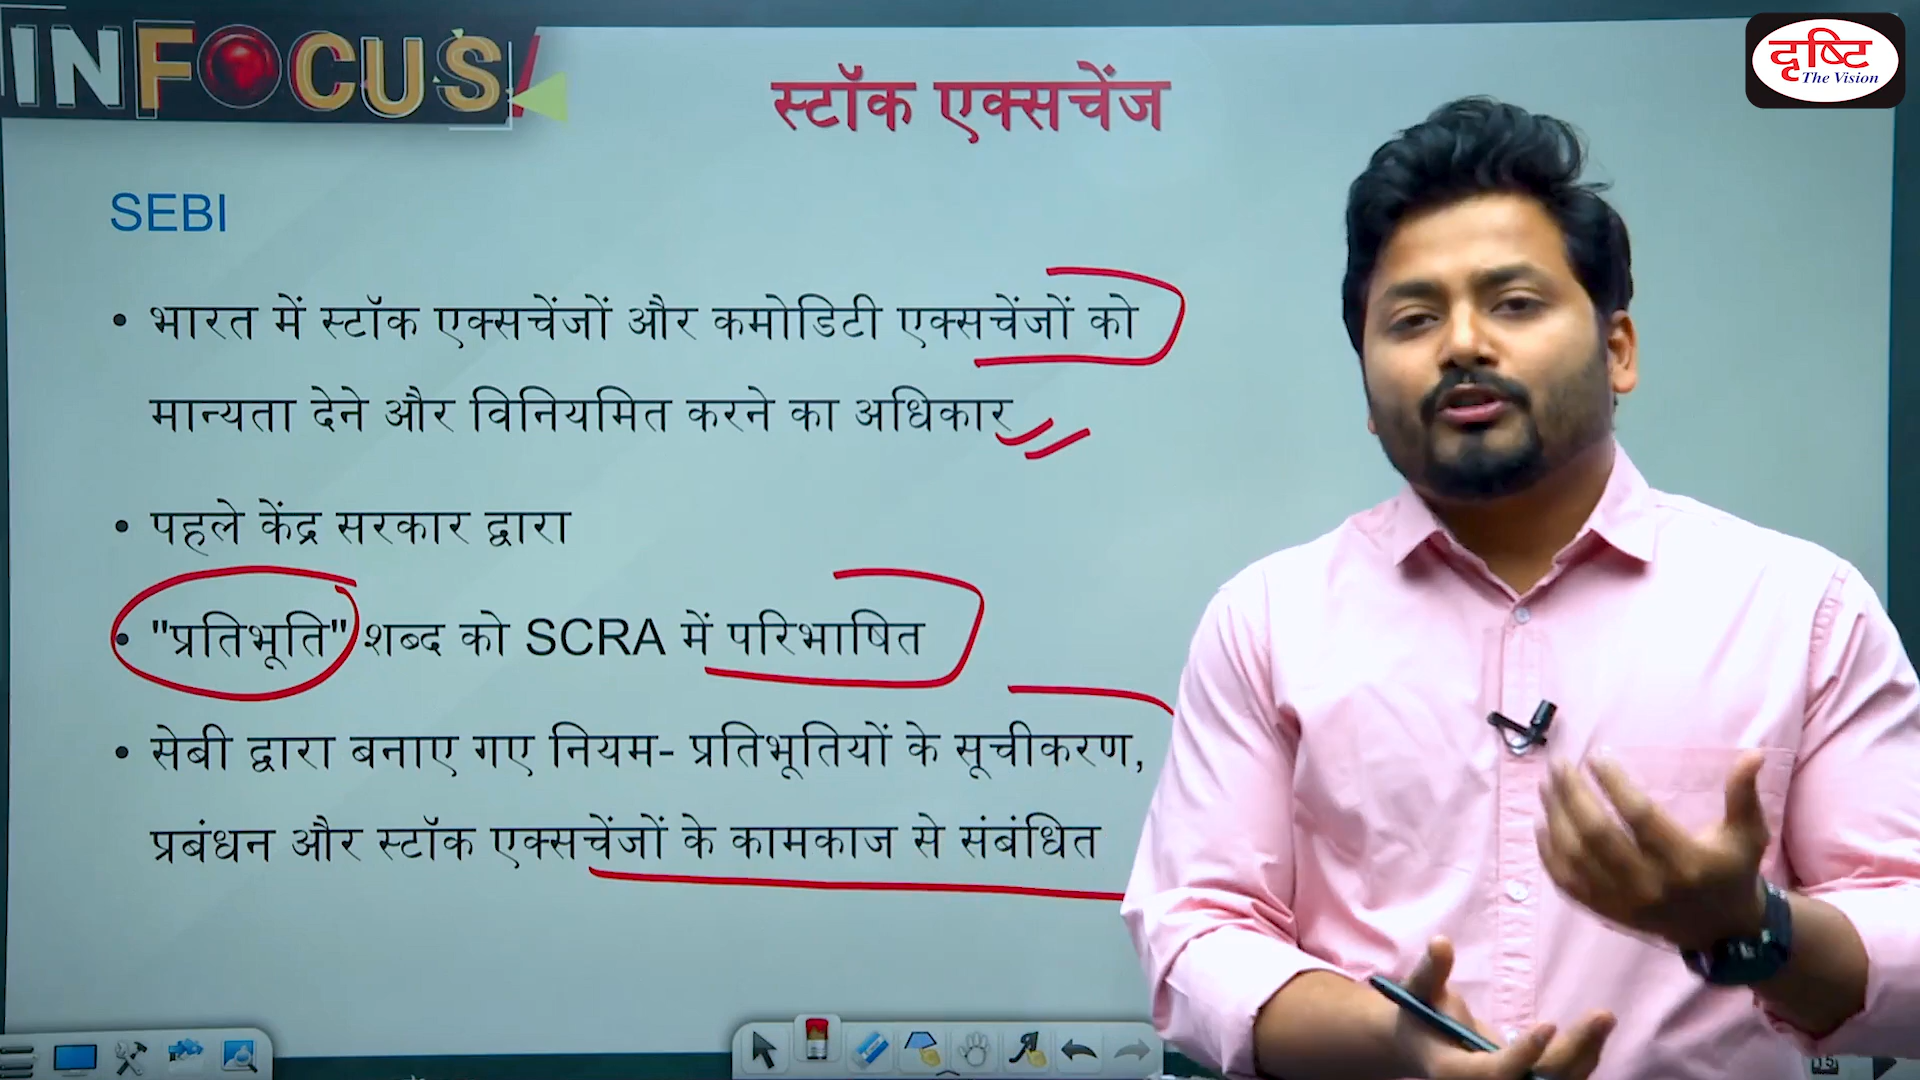 INFOCUS
दृष्टि
The Vision
स्टॉक एक्सचेंज
SEBI
• भारत में स्टॉक एक्सचेंजों और कमोडिटी एक्सचेंजों को
मान्यता देने और विनियमित करने का अधिकार
• पहले केंद्र सरकार द्वारा
• "प्रतिभूति" शब्द को SCRA में परिभाषित
• सेबी द्वारा बनाए गए नियम- प्रतिभूतियों के सूचीकरण,
प्रबंधन और स्टॉक एक्सचेंजों के कामकाज से संबंधित
15